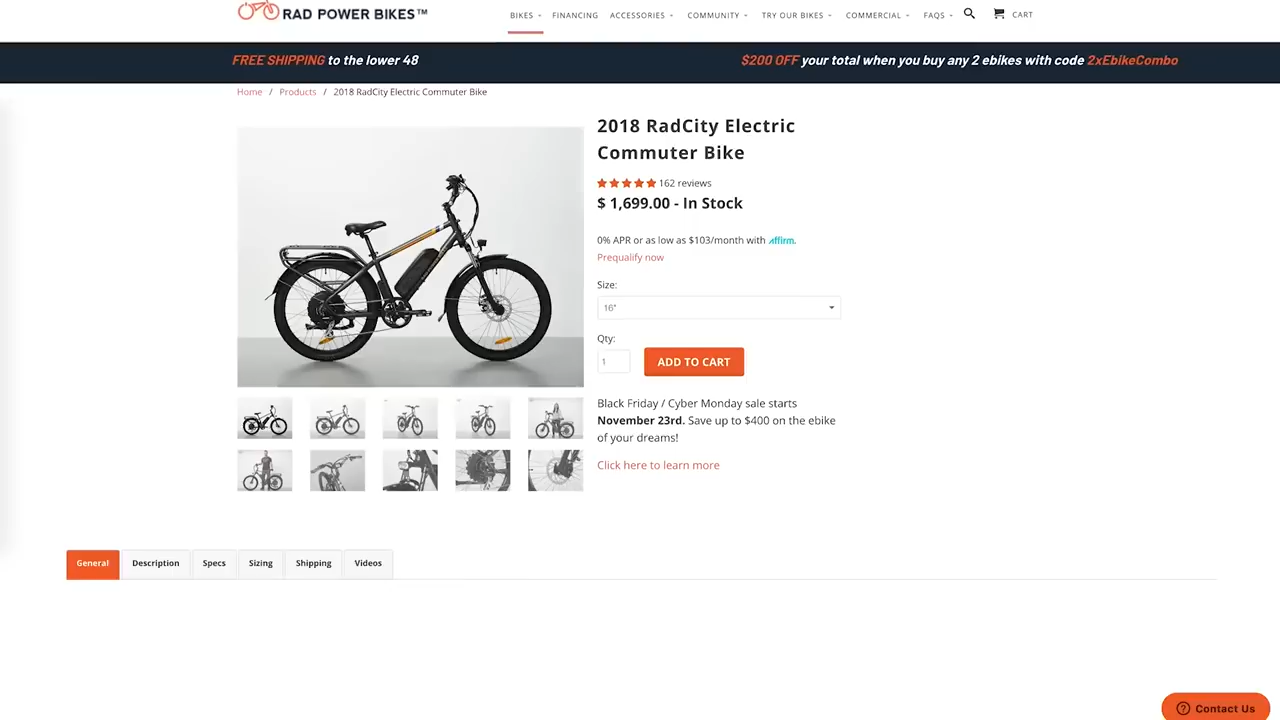 RAD POWER BIKES™
BIKES FINANCING ACCESSORIES COMMUNITY TRY OUR BIKES COMMERCIAL FAQS CART
FREE SHIPPING to the lower 48
$200 OFF your total when you buy any 2 ebikes with code 2xEbikeCombo
Home / Products / 2018 RadCity Electric Commuter Bike
2018 RadCity Electric
Commuter Bike
162 reviews
$ 1,699.00 - In Stock
0% APR or as low as $103/month with affirm.
Prequalify now
Size:
16"
Qty:
1
ADD TO CART
Black Friday / Cyber Monday sale starts
November 23rd. Save up to $400 on the ebike
of your dreams!
Click here to learn more
General Description Specs Sizing Shipping Videos
Contact Us